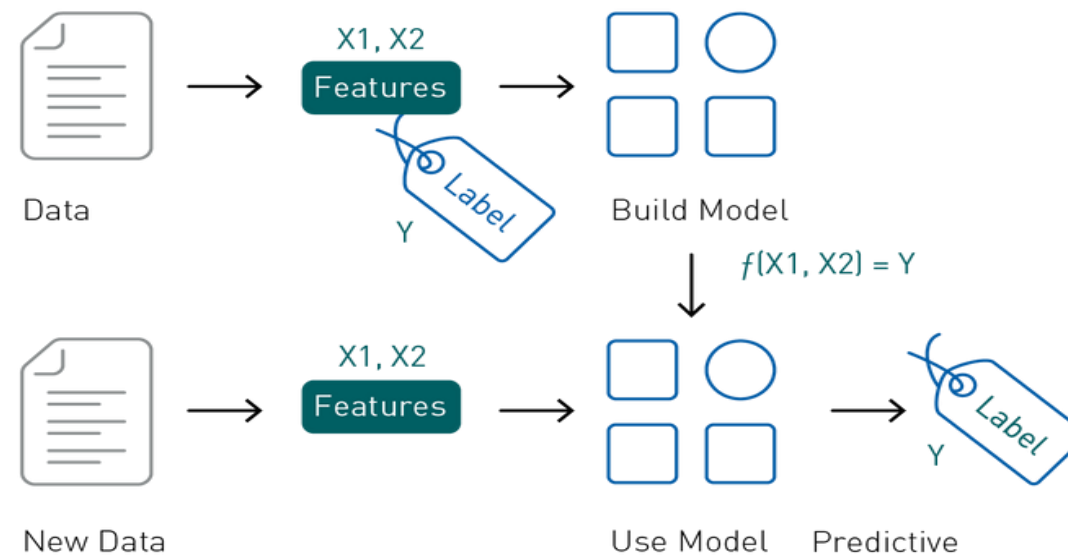 X1, X2
Features
Label
Y
Data
Build Model
f(X1, X2) = Y
X1, X2
Features
Label
Y
New Data
Use Model
Predictive